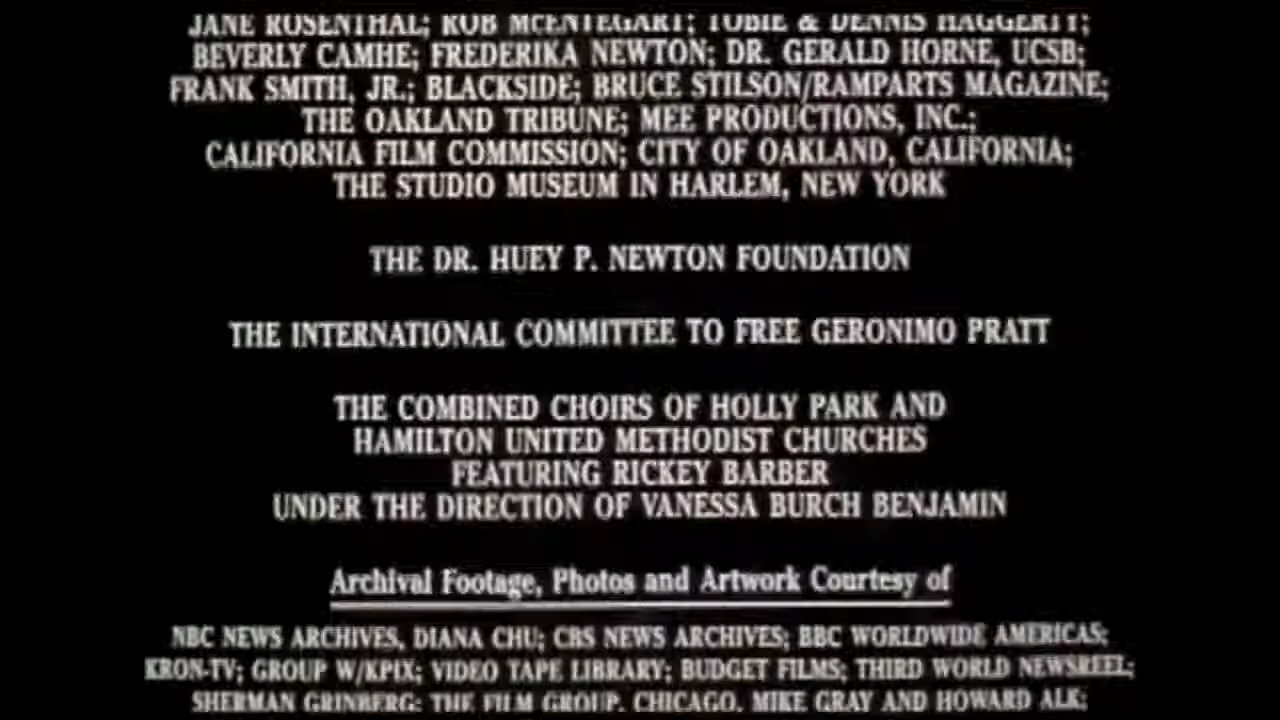 JANE ROSENTHAL; ROB McENTEGART; TOBIE & DENNIS HAGGERTY;
BEVERLY CAMHE; FREDERIKA NEWTON; DR. GERALD HORNE, UCSB;
FRANK SMITH, JR.; BLACKSIDE; BRUCE STILSON/RAMPARTS MAGAZINE;
THE OAKLAND TRIBUNE; MEE PRODUCTIONS, INC.;
CALIFORNIA FILM COMMISSION; CITY OF OAKLAND, CALIFORNIA;
THE STUDIO MUSEUM IN HARLEM, NEW YORK
THE DR. HUEY P. NEWTON FOUNDATION
THE INTERNATIONAL COMMITTEE TO FREE GERONIMO PRATT
THE COMBINED CHOIRS OF HOLLY PARK AND
HAMILTON UNITED METHODIST CHURCHES
FEATURING RICKEY BARBER
UNDER THE DIRECTION OF VANESSA BURCH BENJAMIN
Archival Footage, Photos and Artwork Courtesy of
NBC NEWS ARCHIVES, DIANA CHU; CBS NEWS ARCHIVES; BBC WORLDWIDE AMERICAS;
KRON-TV; GROUP W/KPIX; VIDEO TAPE LIBRARY; BUDGET FILMS; THIRD WORLD NEWSREEL;
SHERMAN GRINBERG; THE FILM GROUP, CHICAGO, MIKE GRAY AND HOWARD ALK;